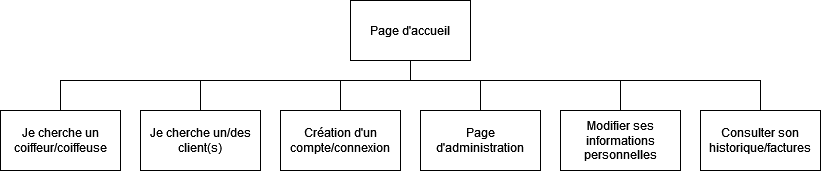 Page d'accueil
Je cherche un
coiffeur/coiffeuse
Je cherche un/des
client(s)
Création d'un
compte/connexion
Page
d'administration
Modifier ses
informations
personnelles
Consulter son
historique/factures